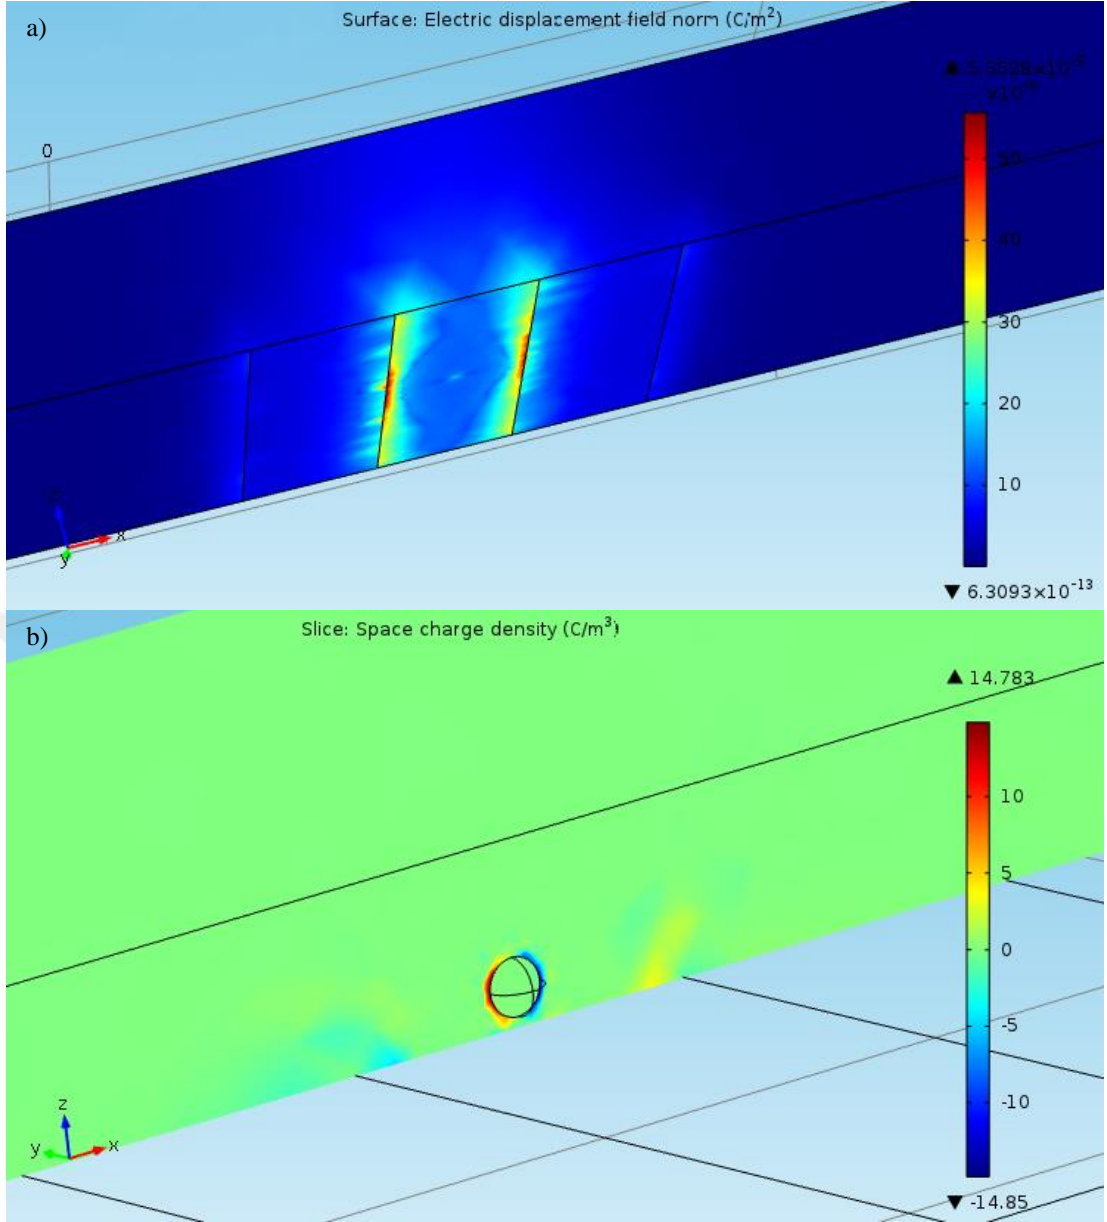 a)
Surface: Electric displacement field norm (C/m²)
0
50
40
30
20
10
x
y
▼ 6.3093×10⁻¹³
b)
Slice: Space charge density (C/m³)
▲ 14.783
10
5
0
-5
-10
z
y
x
▼ -14.85